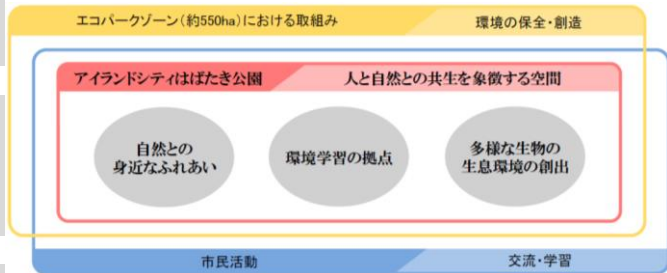 エコパークゾーン(約550ha)における取組み
環境の保全・創造
アイランドシティはばたき公園
人と自然との共生を象徴する空間
自然との
身近なふれあい
環境学習の拠点
多様な生物の
生息環境の創出
市民活動
交流・学習